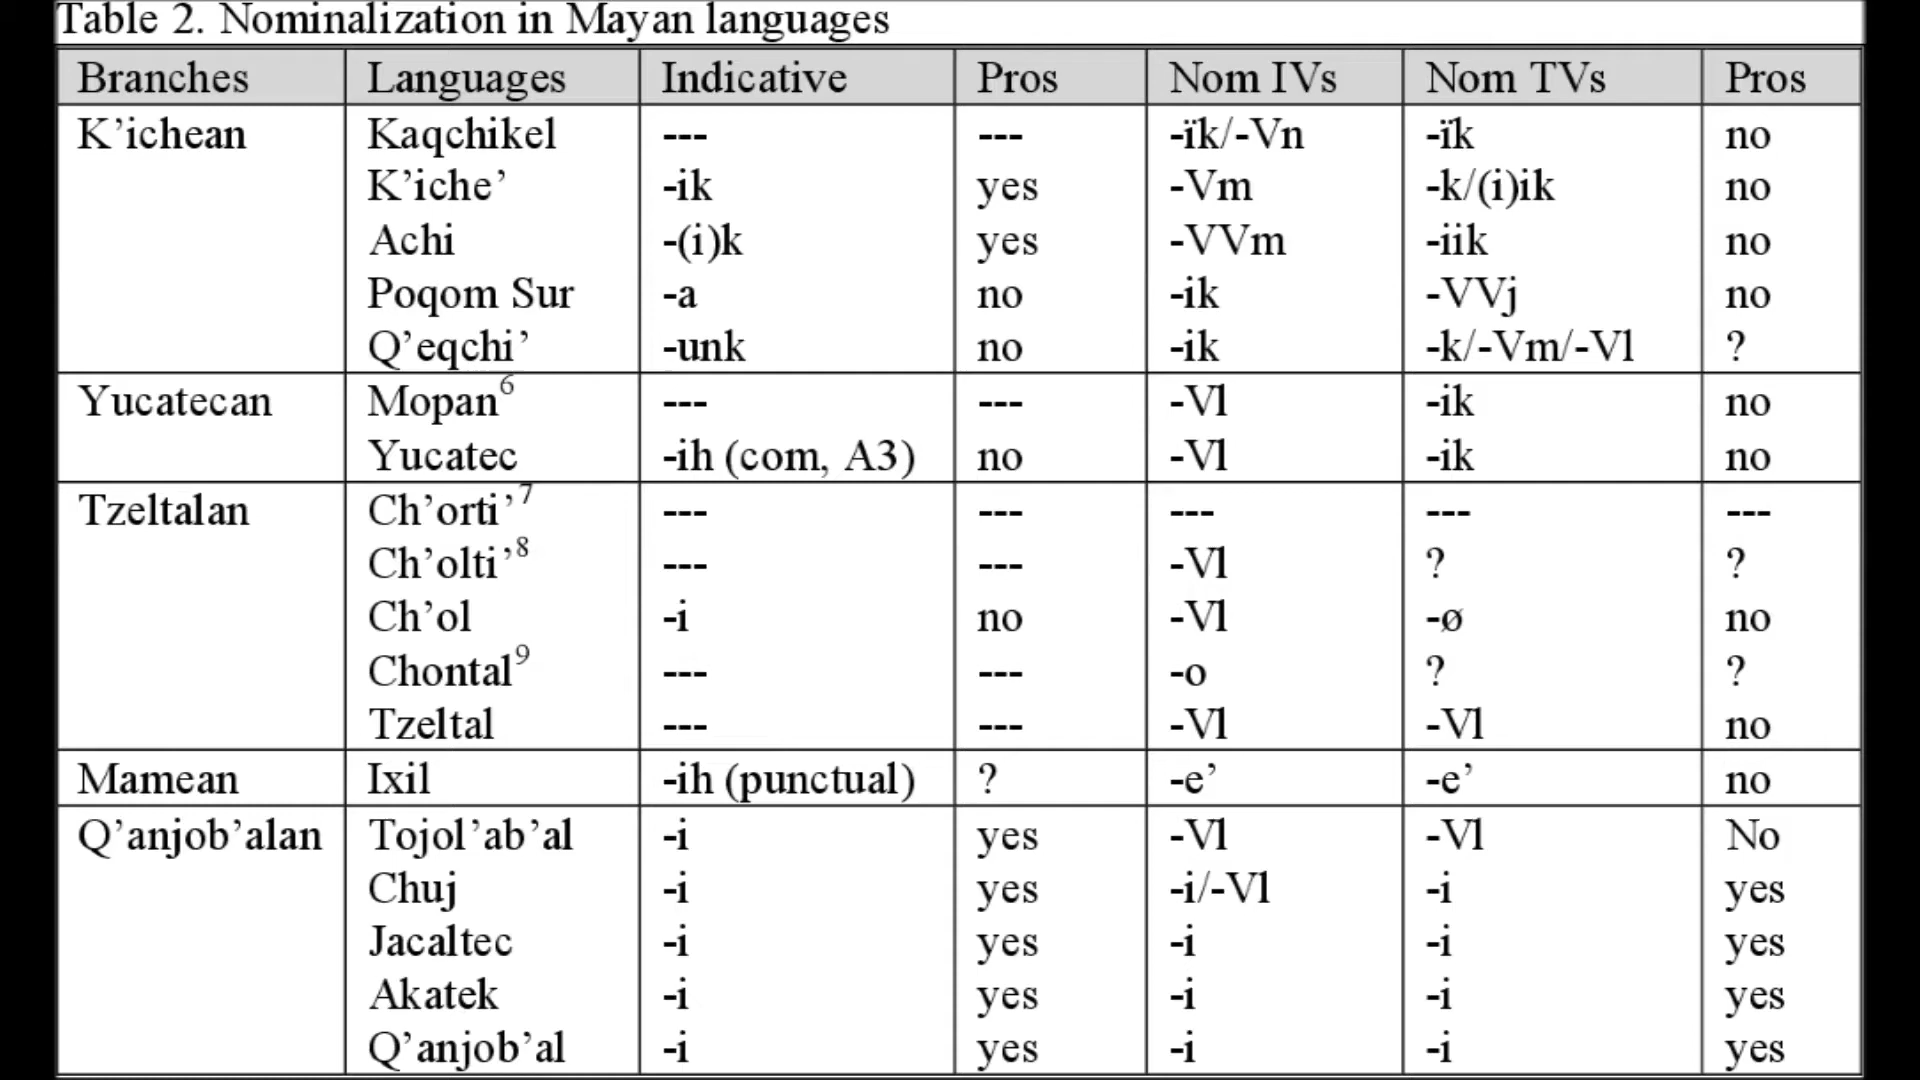 Table 2. Nominalization in Mayan languages
Branches Languages Indicative Pros Nom IVs Nom TVs Pros
K’ichean Kaqchikel --- --- -ïk/-Vn -ïk no
K’iche’ -ik yes -Vm -k/(i)ik no
Achi -(i)k yes -VVm -iik no
Poqom Sur -a no -ik -VVj no
Q’eqchi’ -unk no -ik -k/-Vm/-Vl ?
Yucatecan Mopan⁶ --- --- -Vl -ik no
Yucatec -ih (com, A3) no -Vl -ik no
Tzeltalan Ch’orti’⁷ --- --- --- --- ---
Ch’olti’⁸ --- --- -Vl ? ?
Ch’ol -i no -Vl -ø no
Chontal⁹ --- --- -o ? ?
Tzeltal --- --- -Vl -Vl no
Mamean Ixil -ih (punctual) ? -e’ -e’ no
Q’anjob’alan Tojol’ab’al -i yes -Vl -Vl No
Chuj -i yes -i/-Vl -i yes
Jacaltec -i yes -i -i yes
Akatek -i yes -i -i yes
Q’anjob’al -i yes -i -i yes